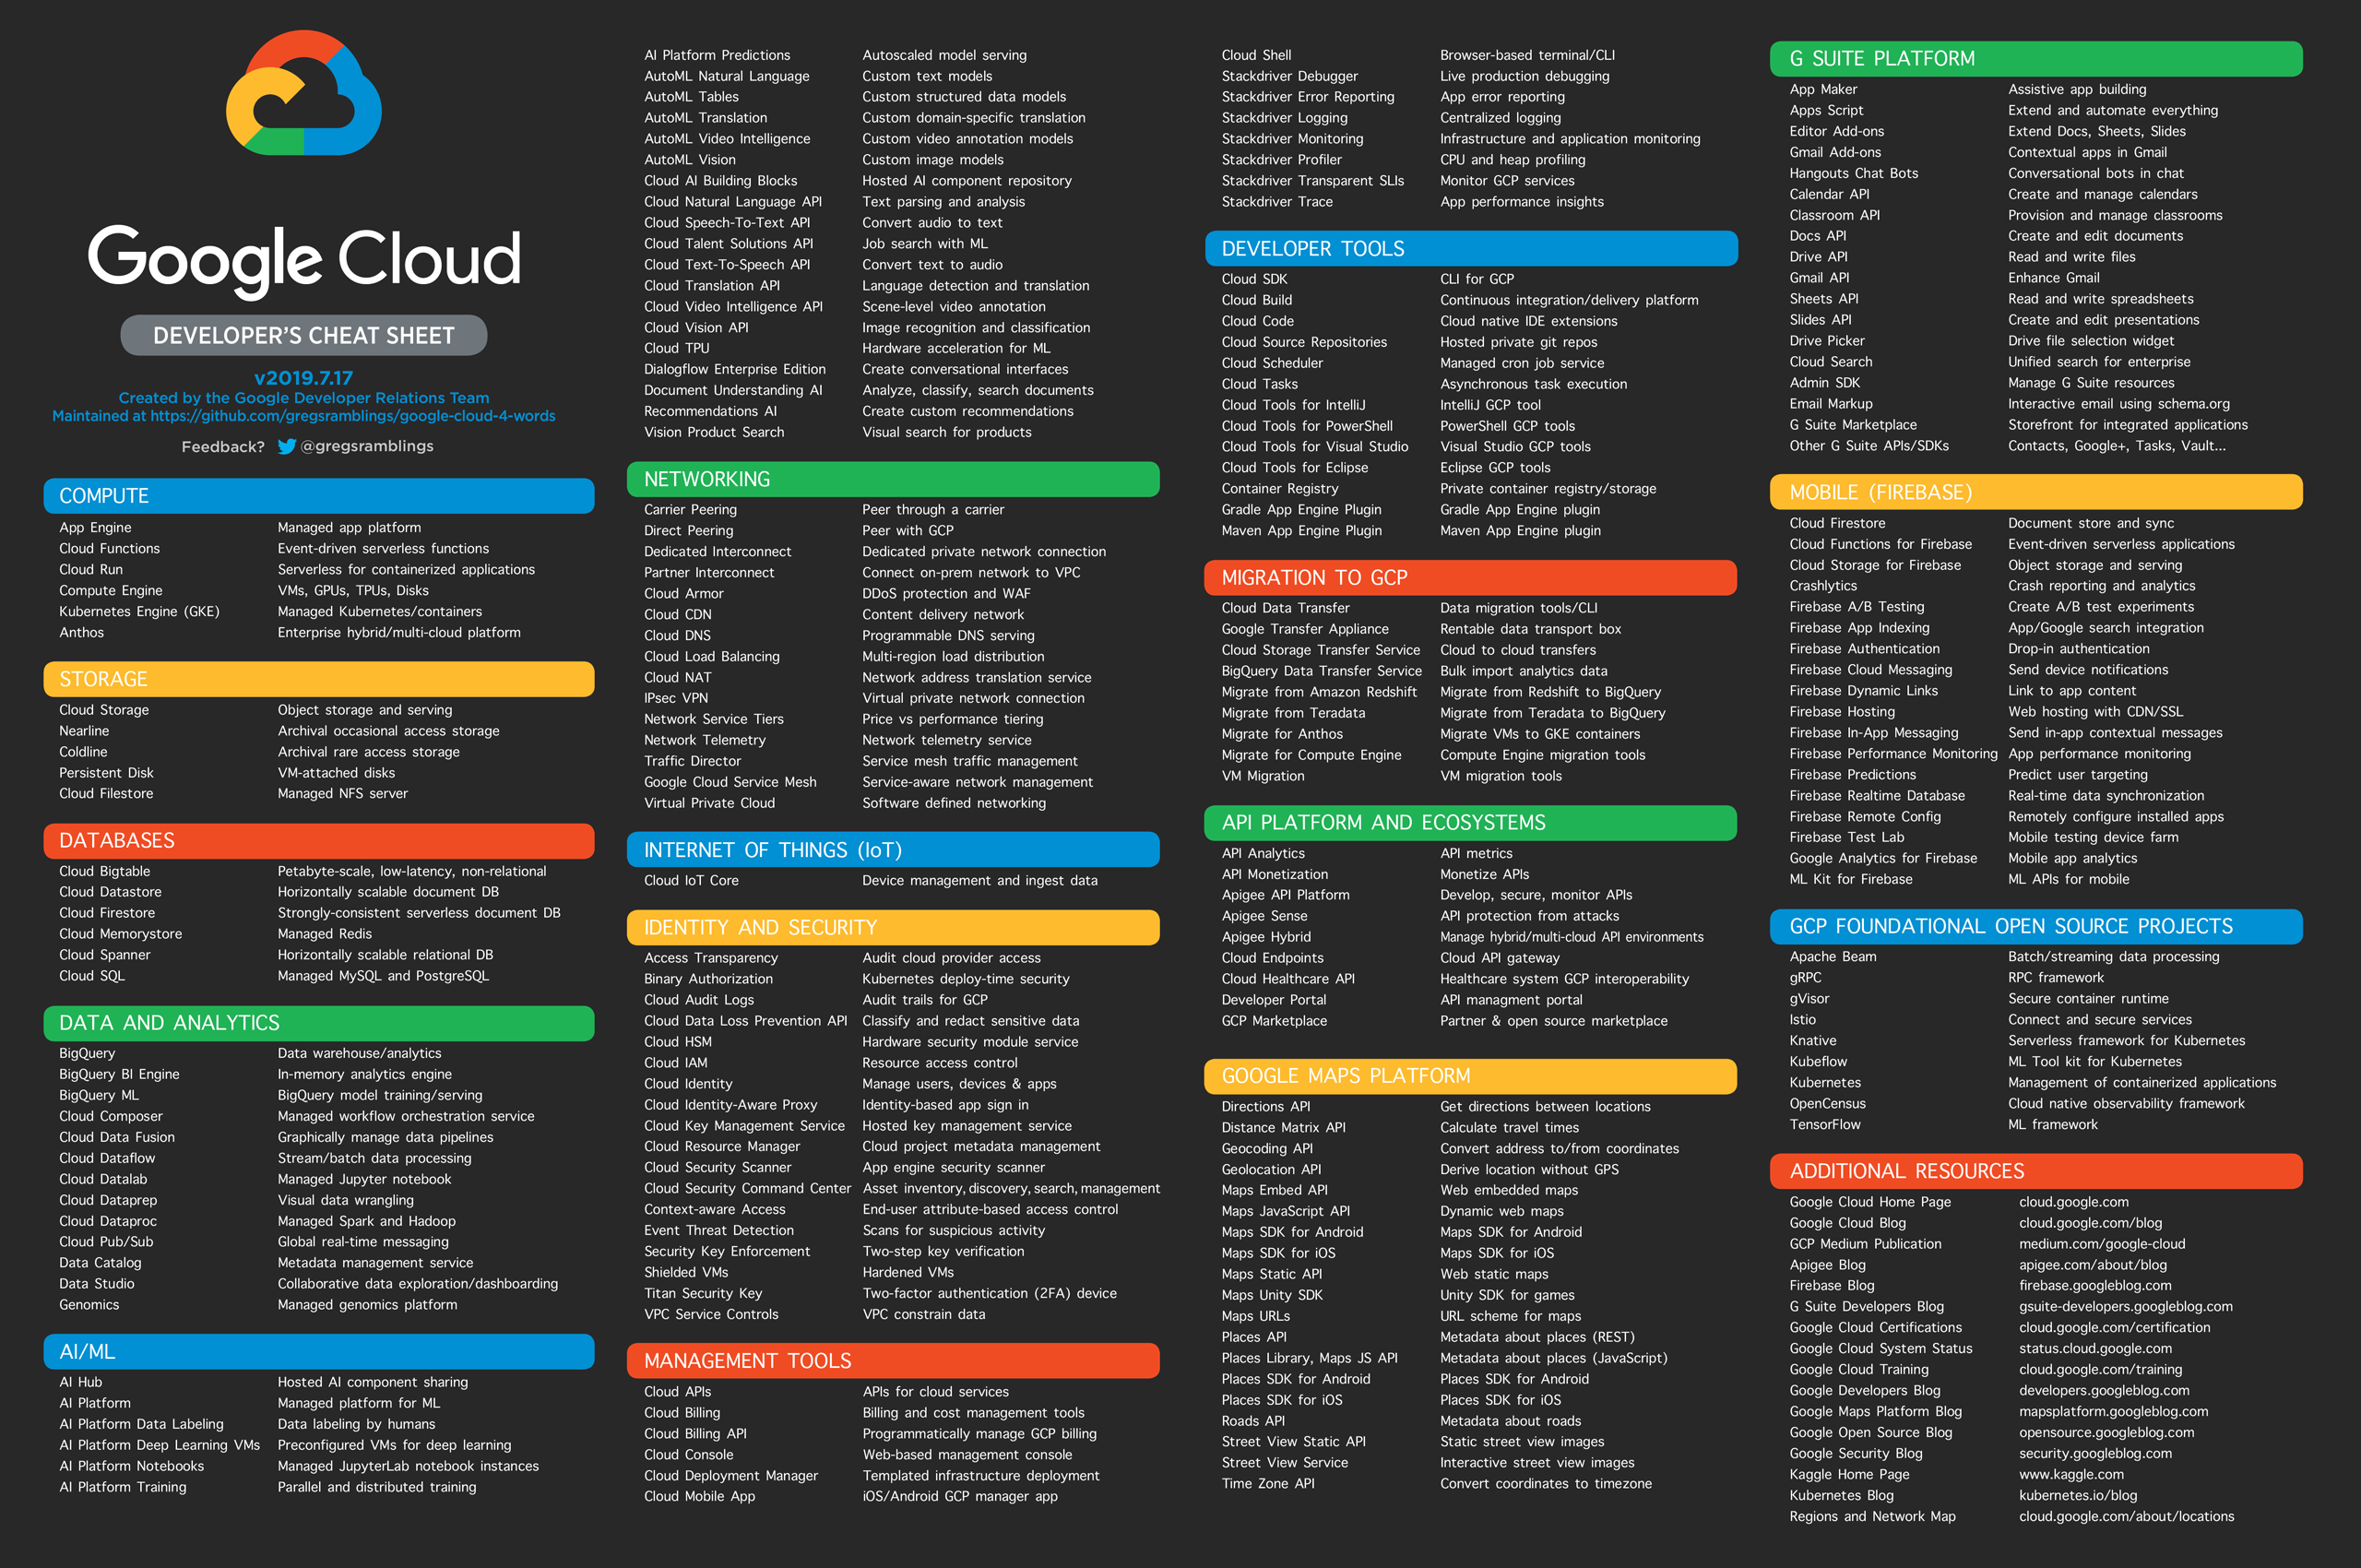 Google Cloud
DEVELOPER'S CHEAT SHEET
v2019.7.17
Created by the Google Developer Relations Team
Maintained at https://github.com/gregsramblings/google-cloud-4-words
Feedback? @gregsramblings
COMPUTE
App Engine Managed app platform
Cloud Functions Event-driven serverless functions
Cloud Run Serverless for containerized applications
Compute Engine VMs, GPUs, TPUs, Disks
Kubernetes Engine (GKE) Managed Kubernetes/containers
Anthos Enterprise hybrid/multi-cloud platform
STORAGE
Cloud Storage Object storage and serving
Nearline Archival occasional access storage
Coldline Archival rare access storage
Persistent Disk VM-attached disks
Cloud Filestore Managed NFS server
DATABASES
Cloud Bigtable Petabyte-scale, low-latency, non-relational
Cloud Datastore Horizontally scalable document DB
Cloud Firestore Strongly-consistent serverless document DB
Cloud Memorystore Managed Redis
Cloud Spanner Horizontally scalable relational DB
Cloud SQL Managed MySQL and PostgreSQL
DATA AND ANALYTICS
BigQuery Data warehouse/analytics
BigQuery BI Engine In-memory analytics engine
BigQuery ML BigQuery model training/serving
Cloud Composer Managed workflow orchestration service
Cloud Data Fusion Graphically manage data pipelines
Cloud Dataflow Stream/batch data processing
Cloud Datalab Managed Jupyter notebook
Cloud Dataprep Visual data wrangling
Cloud Dataproc Managed Spark and Hadoop
Cloud Pub/Sub Global real-time messaging
Data Catalog Metadata management service
Data Studio Collaborative data exploration/dashboarding
Genomics Managed genomics platform
AI/ML
AI Hub Hosted AI component sharing
AI Platform Managed platform for ML
AI Platform Data Labeling Data labeling by humans
AI Platform Deep Learning VMs Preconfigured VMs for deep learning
AI Platform Notebooks Managed JupyterLab notebook instances
AI Platform Training Parallel and distributed training
AI Platform Predictions Autoscaled model serving
AutoML Natural Language Custom text models
AutoML Tables Custom structured data models
AutoML Translation Custom domain-specific translation
AutoML Video Intelligence Custom video annotation models
AutoML Vision Custom image models
Cloud AI Building Blocks Hosted AI component repository
Cloud Natural Language API Text parsing and analysis
Cloud Speech-To-Text API Convert audio to text
Cloud Talent Solutions API Job search with ML
Cloud Text-To-Speech API Convert text to audio
Cloud Translation API Language detection and translation
Cloud Video Intelligence API Scene-level video annotation
Cloud Vision API Image recognition and classification
Cloud TPU Hardware acceleration for ML
Dialogflow Enterprise Edition Create conversational interfaces
Document Understanding AI Analyze, classify, search documents
Recommendations AI Create custom recommendations
Vision Product Search Visual search for products
NETWORKING
Carrier Peering Peer through a carrier
Direct Peering Peer with GCP
Dedicated Interconnect Dedicated private network connection
Partner Interconnect Connect on-prem network to VPC
Cloud Armor DDoS protection and WAF
Cloud CDN Content delivery network
Cloud DNS Programmable DNS serving
Cloud Load Balancing Multi-region load distribution
Cloud NAT Network address translation service
IPsec VPN Virtual private network connection
Network Service Tiers Price vs performance tiering
Network Telemetry Network telemetry service
Traffic Director Service mesh traffic management
Google Cloud Service Mesh Service-aware network management
Virtual Private Cloud Software defined networking
INTERNET OF THINGS (IoT)
Cloud IoT Core Device management and ingest data
IDENTITY AND SECURITY
Access Transparency Audit cloud provider access
Binary Authorization Kubernetes deploy-time security
Cloud Audit Logs Audit trails for GCP
Cloud Data Loss Prevention API Classify and redact sensitive data
Cloud HSM Hardware security module service
Cloud IAM Resource access control
Cloud Identity Manage users, devices & apps
Cloud Identity-Aware Proxy Identity-based app sign in
Cloud Key Management Service Hosted key management service
Cloud Resource Manager Cloud project metadata management
Cloud Security Scanner App engine security scanner
Cloud Security Command Center Asset inventory, discovery, search, management
Context-aware Access End-user attribute-based access control
Event Threat Detection Scans for suspicious activity
Security Key Enforcement Two-step key verification
Shielded VMs Hardened VMs
Titan Security Key Two-factor authentication (2FA) device
VPC Service Controls VPC constrain data
MANAGEMENT TOOLS
Cloud APIs APIs for cloud services
Cloud Billing Billing and cost management tools
Cloud Billing API Programmatically manage GCP billing
Cloud Console Web-based management console
Cloud Deployment Manager Templated infrastructure deployment
Cloud Mobile App iOS/Android GCP manager app
Cloud Shell Browser-based terminal/CLI
Stackdriver Debugger Live production debugging
Stackdriver Error Reporting App error reporting
Stackdriver Logging Centralized logging
Stackdriver Monitoring Infrastructure and application monitoring
Stackdriver Profiler CPU and heap profiling
Stackdriver Transparent SLIs Monitor GCP services
Stackdriver Trace App performance insights
DEVELOPER TOOLS
Cloud SDK CLI for GCP
Cloud Build Continuous integration/delivery platform
Cloud Code Cloud native IDE extensions
Cloud Source Repositories Hosted private git repos
Cloud Scheduler Managed cron job service
Cloud Tasks Asynchronous task execution
Cloud Tools for IntelliJ IntelliJ GCP tool
Cloud Tools for PowerShell PowerShell GCP tools
Cloud Tools for Visual Studio Visual Studio GCP tools
Cloud Tools for Eclipse Eclipse GCP tools
Container Registry Private container registry/storage
Gradle App Engine Plugin Gradle App Engine plugin
Maven App Engine Plugin Maven App Engine plugin
MIGRATION TO GCP
Cloud Data Transfer Data migration tools/CLI
Google Transfer Appliance Rentable data transport box
Cloud Storage Transfer Service Cloud to cloud transfers
BigQuery Data Transfer Service Bulk import analytics data
Migrate from Amazon Redshift Migrate from Redshift to BigQuery
Migrate from Teradata Migrate from Teradata to BigQuery
Migrate for Anthos Migrate VMs to GKE containers
Migrate for Compute Engine Compute Engine migration tools
VM Migration VM migration tools
API PLATFORM AND ECOSYSTEMS
API Analytics API metrics
API Monetization Monetize APIs
Apigee API Platform Develop, secure, monitor APIs
Apigee Sense API protection from attacks
Apigee Hybrid Manage hybrid/multi-cloud API environments
Cloud Endpoints Cloud API gateway
Cloud Healthcare API Healthcare system GCP interoperability
Developer Portal API managment portal
GCP Marketplace Partner & open source marketplace
GOOGLE MAPS PLATFORM
Directions API Get directions between locations
Distance Matrix API Calculate travel times
Geocoding API Convert address to/from coordinates
Geolocation API Derive location without GPS
Maps Embed API Web embedded maps
Maps JavaScript API Dynamic web maps
Maps SDK for Android Maps SDK for Android
Maps SDK for iOS Maps SDK for iOS
Maps Static API Web static maps
Maps Unity SDK Unity SDK for games
Maps URLs URL scheme for maps
Places API Metadata about places (REST)
Places Library, Maps JS API Metadata about places (JavaScript)
Places SDK for Android Places SDK for Android
Places SDK for iOS Places SDK for iOS
Roads API Metadata about roads
Street View Static API Static street view images
Street View Service Interactive street view images
Time Zone API Convert coordinates to timezone
G SUITE PLATFORM
App Maker Assistive app building
Apps Script Extend and automate everything
Editor Add-ons Extend Docs, Sheets, Slides
Gmail Add-ons Contextual apps in Gmail
Hangouts Chat Bots Conversational bots in chat
Calendar API Create and manage calendars
Classroom API Provision and manage classrooms
Docs API Create and edit documents
Drive API Read and write files
Gmail API Enhance Gmail
Sheets API Read and write spreadsheets
Slides API Create and edit presentations
Drive Picker Drive file selection widget
Cloud Search Unified search for enterprise
Admin SDK Manage G Suite resources
Email Markup Interactive email using schema.org
G Suite Marketplace Storefront for integrated applications
Other G Suite APIs/SDKs Contacts, Google+, Tasks, Vault...
MOBILE (FIREBASE)
Cloud Firestore Document store and sync
Cloud Functions for Firebase Event-driven serverless applications
Cloud Storage for Firebase Object storage and serving
Crashlytics Crash reporting and analytics
Firebase A/B Testing Create A/B test experiments
Firebase App Indexing App/Google search integration
Firebase Authentication Drop-in authentication
Firebase Cloud Messaging Send device notifications
Firebase Dynamic Links Link to app content
Firebase Hosting Web hosting with CDN/SSL
Firebase In-App Messaging Send in-app contextual messages
Firebase Performance Monitoring App performance monitoring
Firebase Predictions Predict user targeting
Firebase Realtime Database Real-time data synchronization
Firebase Remote Config Remotely configure installed apps
Firebase Test Lab Mobile testing device farm
Google Analytics for Firebase Mobile app analytics
ML Kit for Firebase ML APIs for mobile
GCP FOUNDATIONAL OPEN SOURCE PROJECTS
Apache Beam Batch/streaming data processing
gRPC RPC framework
gVisor Secure container runtime
Istio Connect and secure services
Knative Serverless framework for Kubernetes
Kubeflow ML Tool kit for Kubernetes
Kubernetes Management of containerized applications
OpenCensus Cloud native observability framework
TensorFlow ML framework
ADDITIONAL RESOURCES
Google Cloud Home Page cloud.google.com
Google Cloud Blog cloud.google.com/blog
GCP Medium Publication medium.com/google-cloud
Apigee Blog apigee.com/about/blog
Firebase Blog firebase.googleblog.com
G Suite Developers Blog gsuite-developers.googleblog.com
Google Cloud Certifications cloud.google.com/certification
Google Cloud System Status status.cloud.google.com
Google Cloud Training cloud.google.com/training
Google Developers Blog developers.googleblog.com
Google Maps Platform Blog mapsplatform.googleblog.com
Google Open Source Blog opensource.googleblog.com
Google Security Blog security.googleblog.com
Kaggle Home Page www.kaggle.com
Kubernetes Blog kubernetes.io/blog
Regions and Network Map cloud.google.com/about/locations